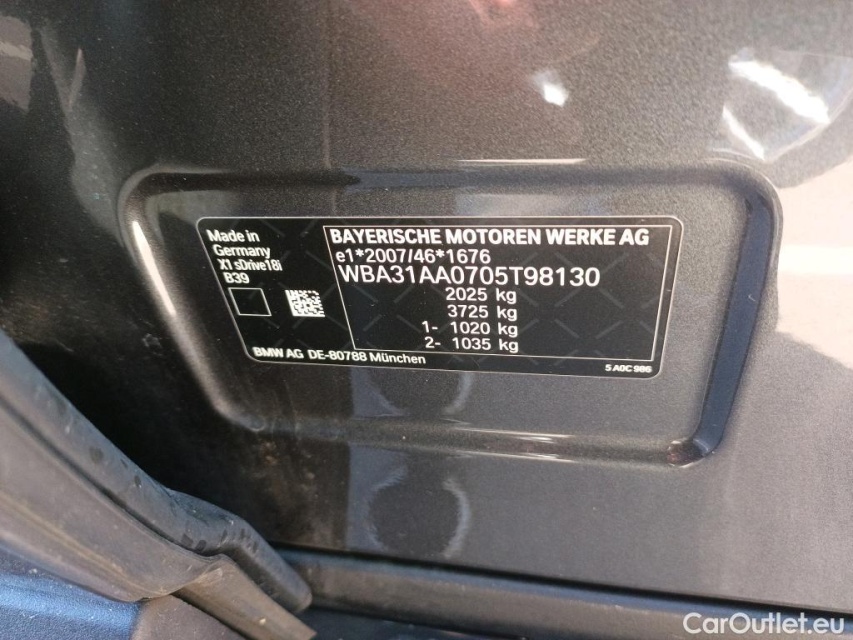 Made in
Germany
X1 sDrive18i
B39
BAYERISCHE MOTOREN WERKE AG
e1*2007/46*1676
WBA31AA0705T98130
2025 kg
3725 kg
1- 1020 kg
2- 1035 kg
BMW AG DE-80788 München
5 A0C 986
CarOutlet.eu